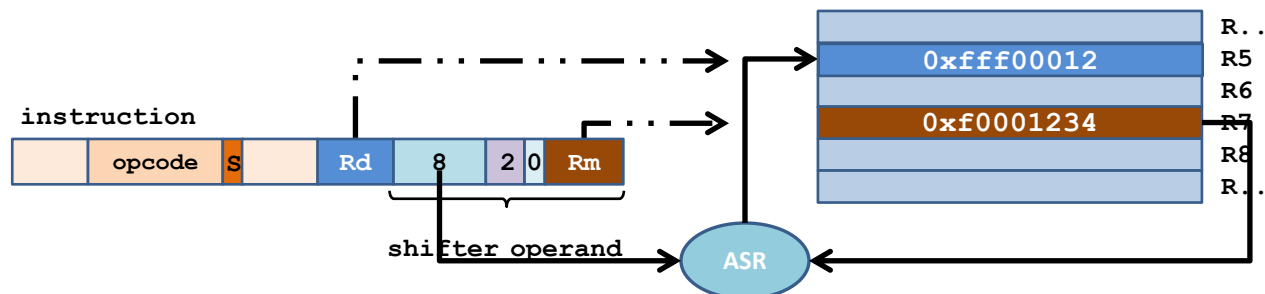 R..
0xfff00012 R5
R6
instruction
0xf0001234 R7
opcode S Rd 8 2 0 Rm
R8
R..
shifter operand
ASR